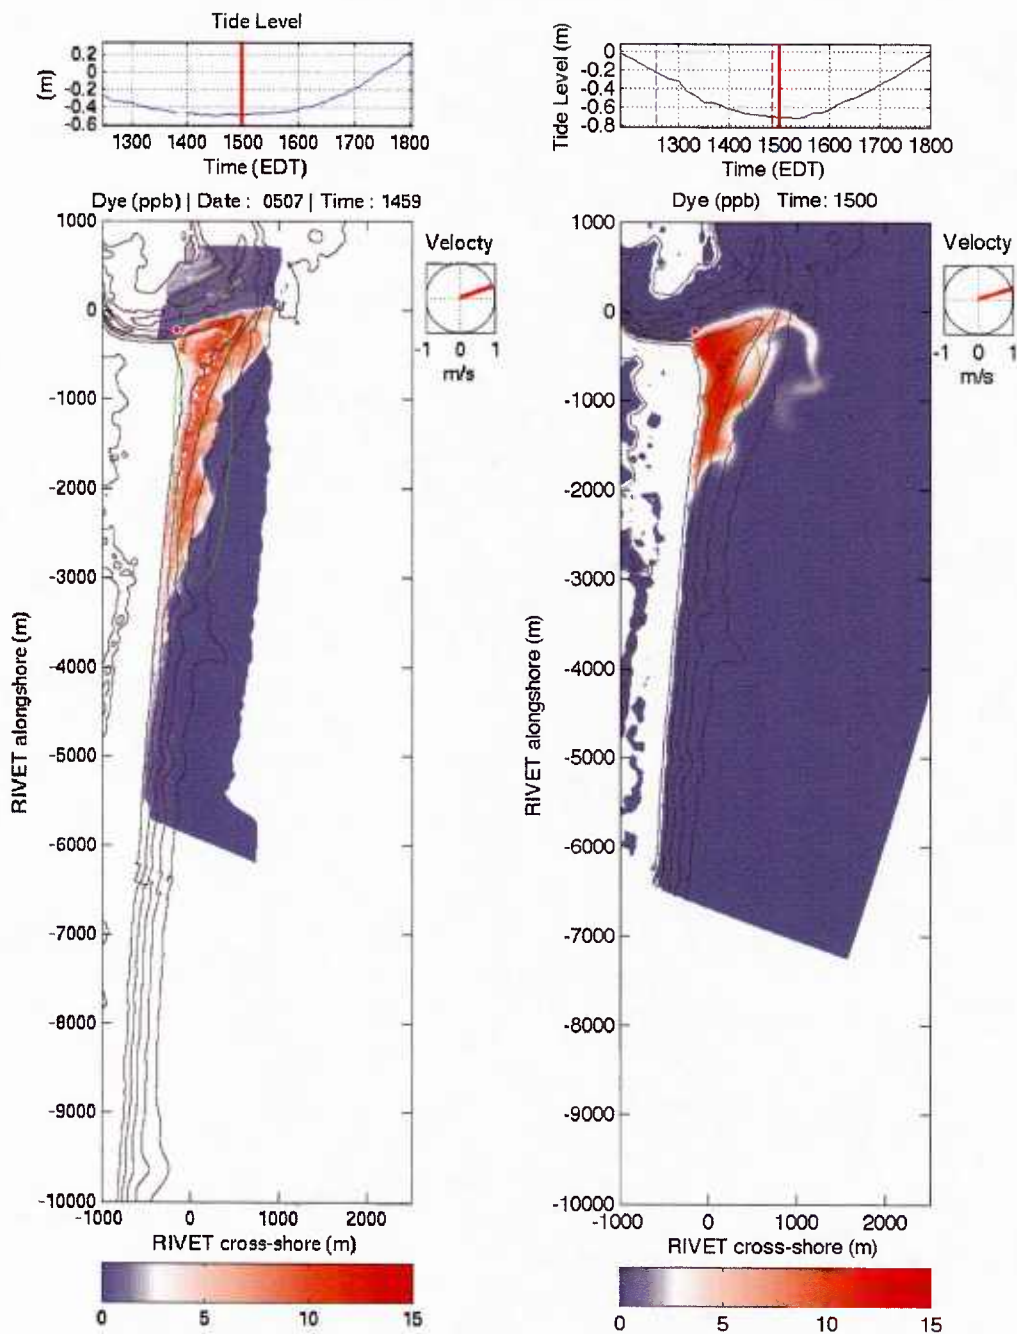 Tide Level
0.2
0
-0.2
-0.4
-0.6
(m)
1300 1400 1500 1600 1700 1800
Time (EDT)
Dye (ppb) | Date : 0507 | Time : 1459
Velocty
-1 0 1
m/s
1000
0
-1000
-2000
-3000
-4000
-5000
-6000
-7000
-8000
-9000
-10000
RIVET alongshore (m)
-1000 0 1000 2000
RIVET cross-shore (m)
0 5 10 15
Tide Level (m)
0
-0.2
-0.4
-0.6
-0.8
1300 1400 1500 1600 1700 1800
Time (EDT)
Dye (ppb) Time: 1500
Velocty
-1 0 1
m/s
1000
0
-1000
-2000
-3000
-4000
-5000
-6000
-7000
-8000
-9000
-10000
RIVET alongshore (m)
-1000 0 1000 2000
RIVET cross-shore (m)
0 5 10 15